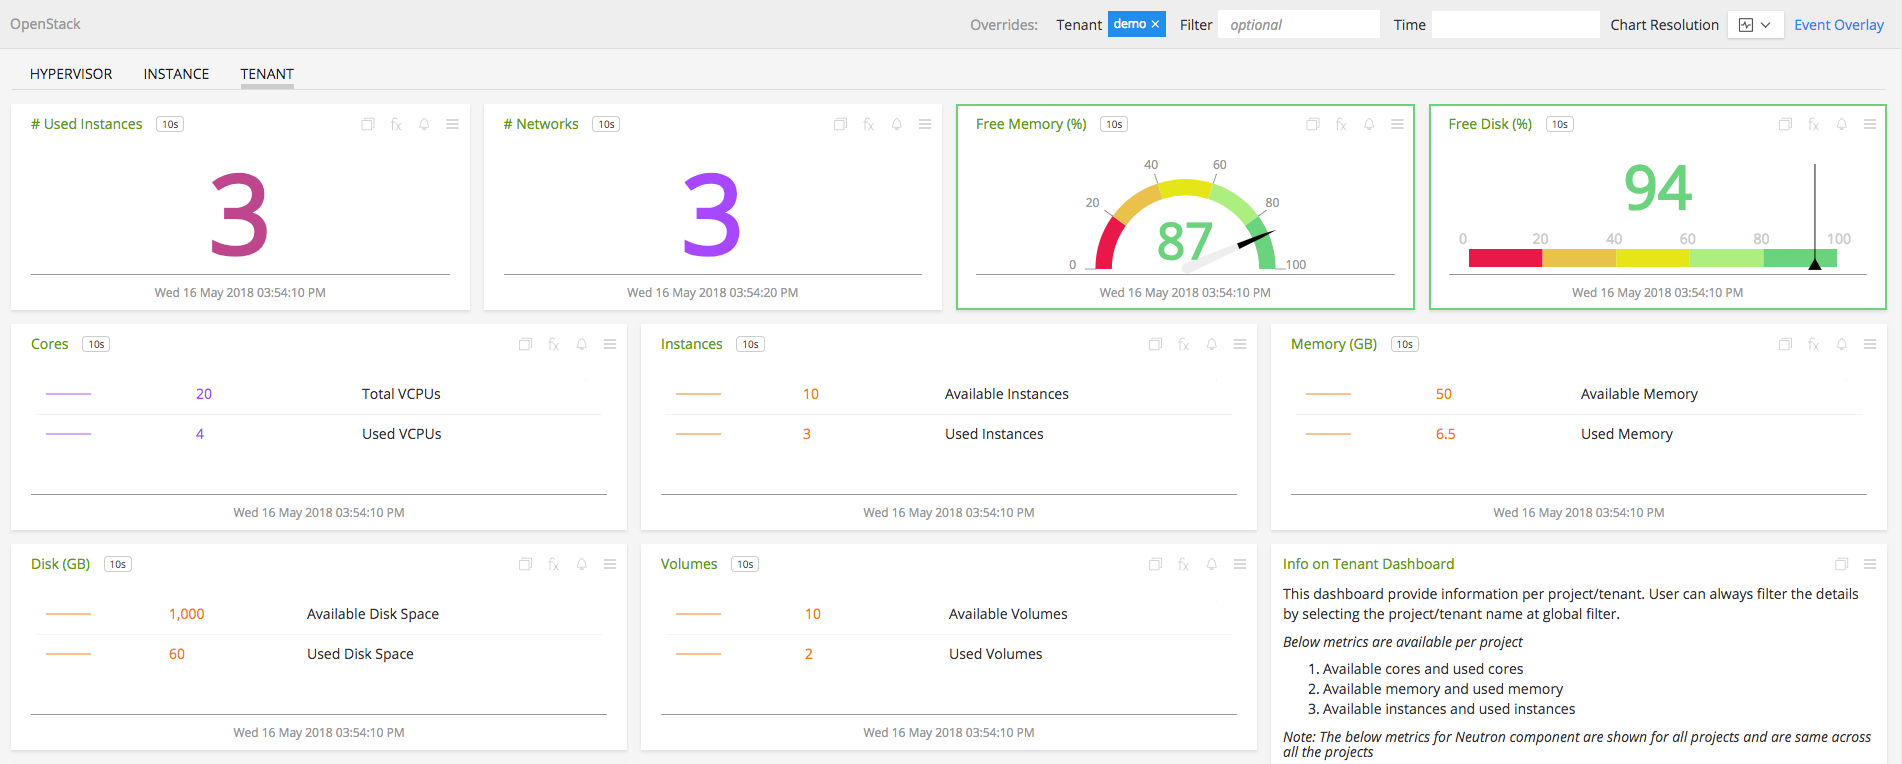 OpenStack
Overrides: Tenant demo × Filter optional Time Chart Resolution Event Overlay
HYPERVISOR INSTANCE TENANT
# Used Instances 10s
3
Wed 16 May 2018 03:54:10 PM
# Networks 10s
3
Wed 16 May 2018 03:54:20 PM
Free Memory (%) 10s
40 60
20 80
87
0 100
Wed 16 May 2018 03:54:10 PM
Free Disk (%) 10s
94
0 20 40 60 80 100
Wed 16 May 2018 03:54:10 PM
Cores 10s
20 Total VCPUs
4 Used VCPUs
Wed 16 May 2018 03:54:10 PM
Instances 10s
10 Available Instances
3 Used Instances
Wed 16 May 2018 03:54:10 PM
Memory (GB) 10s
50 Available Memory
6.5 Used Memory
Wed 16 May 2018 03:54:10 PM
Disk (GB) 10s
1,000 Available Disk Space
60 Used Disk Space
Wed 16 May 2018 03:54:10 PM
Volumes 10s
10 Available Volumes
2 Used Volumes
Wed 16 May 2018 03:54:10 PM
Info on Tenant Dashboard
This dashboard provide information per project/tenant. User can always filter the details
by selecting the project/tenant name at global filter.
Below metrics are available per project
1. Available cores and used cores
2. Available memory and used memory
3. Available instances and used instances
Note: The below metrics for Neutron component are shown for all projects and are same across
all the projects